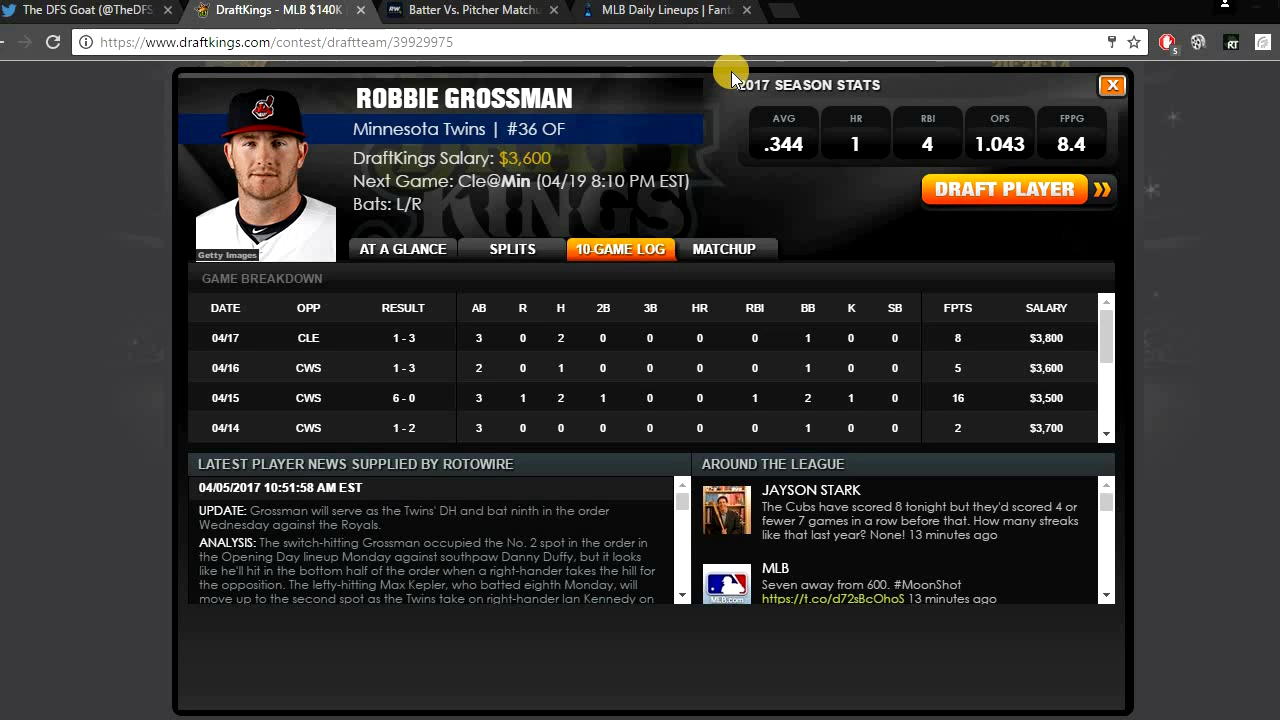 The DFS Goat (@TheDFS. × DraftKings - MLB $140K × Batter Vs. Pitcher Matchu × MLB Daily Lineups | Fant ×
https://www.draftkings.com/contest/draftteam/39929975
ROBBIE GROSSMAN
Minnesota Twins | #36 OF
DraftKings Salary: $3,600
Next Game: Cle@Min (04/19 8:10 PM EST)
Bats: L/R
Getty Images
2017 SEASON STATS
X
AVG HR RBI OPS FPPG
.344 1 4 1.043 8.4
DRAFT PLAYER
AT A GLANCE SPLITS 10-GAME LOG MATCHUP
GAME BREAKDOWN
DATE OPP RESULT AB R H 2B 3B HR RBI BB K SB FPTS SALARY
04/17 CLE 1 - 3 3 0 2 0 0 0 0 1 0 0 8 $3,800
04/16 CWS 1 - 3 2 0 1 0 0 0 0 1 0 0 5 $3,600
04/15 CWS 6 - 0 3 1 2 1 0 0 1 2 1 0 16 $3,500
04/14 CWS 1 - 2 3 0 0 0 0 0 0 1 0 0 2 $3,700
LATEST PLAYER NEWS SUPPLIED BY ROTOWIRE
04/05/2017 10:51:58 AM EST
UPDATE: Grossman will serve as the Twins' DH and bat ninth in the order
Wednesday against the Royals.
ANALYSIS: The switch-hitting Grossman occupied the No. 2 spot in the order in
the Opening Day lineup Monday against southpaw Danny Duffy, but it looks
like he'll hit in the bottom half of the order when a right-hander takes the hill for
the opposition. The lefty-hitting Max Kepler, who batted eighth Monday, will
move up to the second spot as the Twins take on right-hander Ian Kennedy on
AROUND THE LEAGUE
JAYSON STARK
The Cubs have scored 8 tonight but they'd scored 4 or
fewer 7 games in a row before that. How many streaks
like that last year? None! 13 minutes ago
MLB
Seven away from 600. #MoonShot
https://t.co/d72sBcOhoS 13 minutes ago
MLB.com